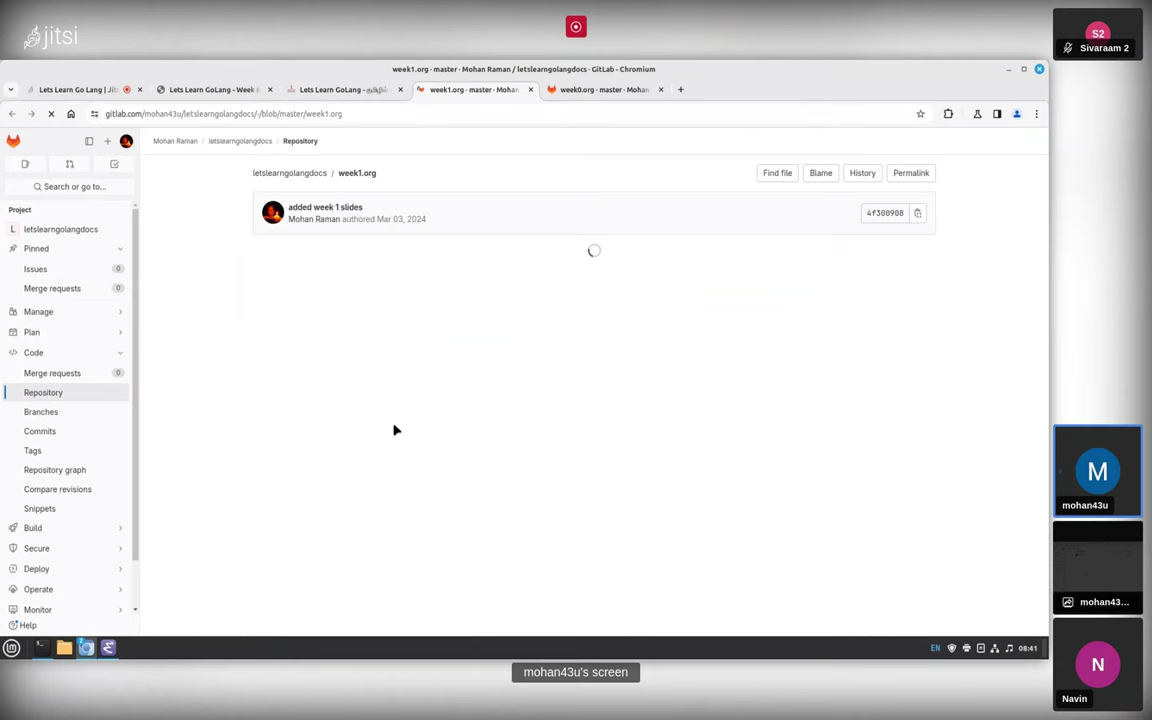 jitsi
S2
Sivaraam 2
week1.org · master · Mohan Raman / letslearngolangdocs · GitLab - Chromium
Lets Learn Go Lang | Jit
Lets Learn GoLang - Week
Lets Learn GoLang - தமிழில்
week1.org · master · Mohan
week0.org · master · Mohan
gitlab.com/mohan43u/letslearngolangdocs/-/blob/master/week1.org
Mohan Raman
letslearngolangdocs
Repository
Search or go to...
letslearngolangdocs / week1.org
Find file
Blame
History
Permalink
added week 1 slides
Mohan Raman authored Mar 03, 2024
4f300908
Project
L letslearngolangdocs
Pinned
Issues 0
Merge requests 0
Manage
Plan
Code
Merge requests 0
Repository
Branches
Commits
Tags
Repository graph
Compare revisions
Snippets
Build
Secure
Deploy
Operate
Monitor
Help
EN
08:41
M
mohan43u
mohan43...
N
Navin
mohan43u's screen